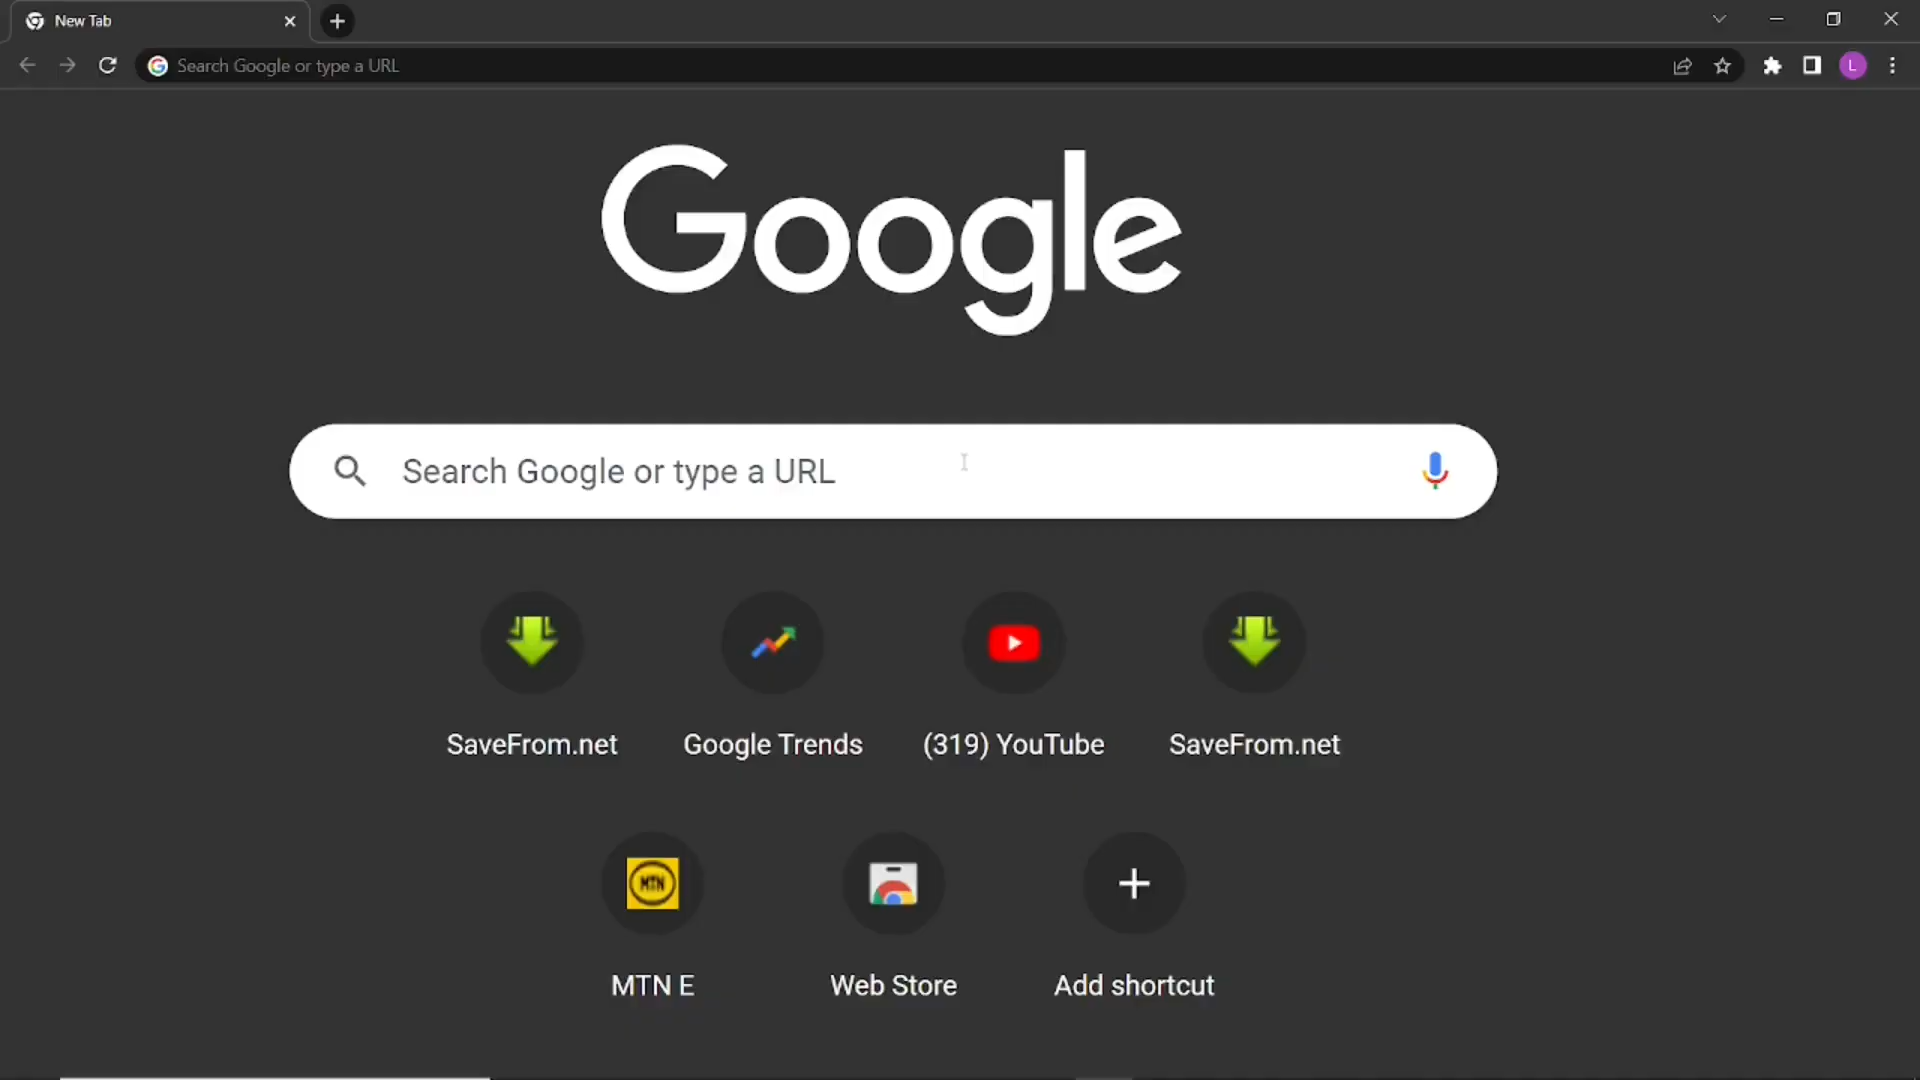 New Tab
Search Google or type a URL
L
Google
Search Google or type a URL
SaveFrom.net
Google Trends
(319) YouTube
SaveFrom.net
MTN
MTN E
Web Store
Add shortcut